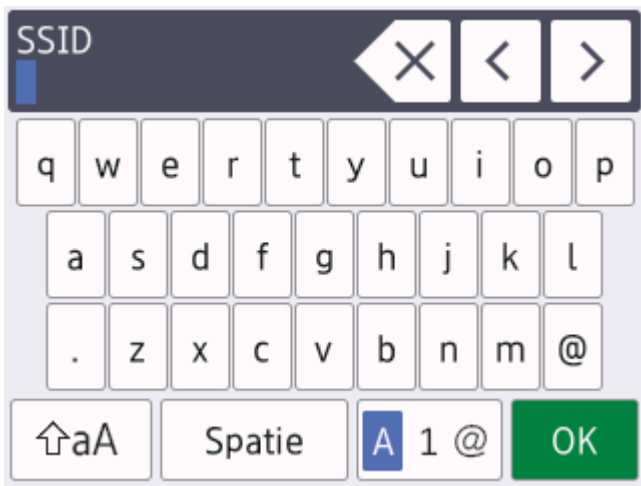 SSID
q w e r t y u i o p
a s d f g h j k l
. z x c v b n m @
aA Spatie A 1 @ OK